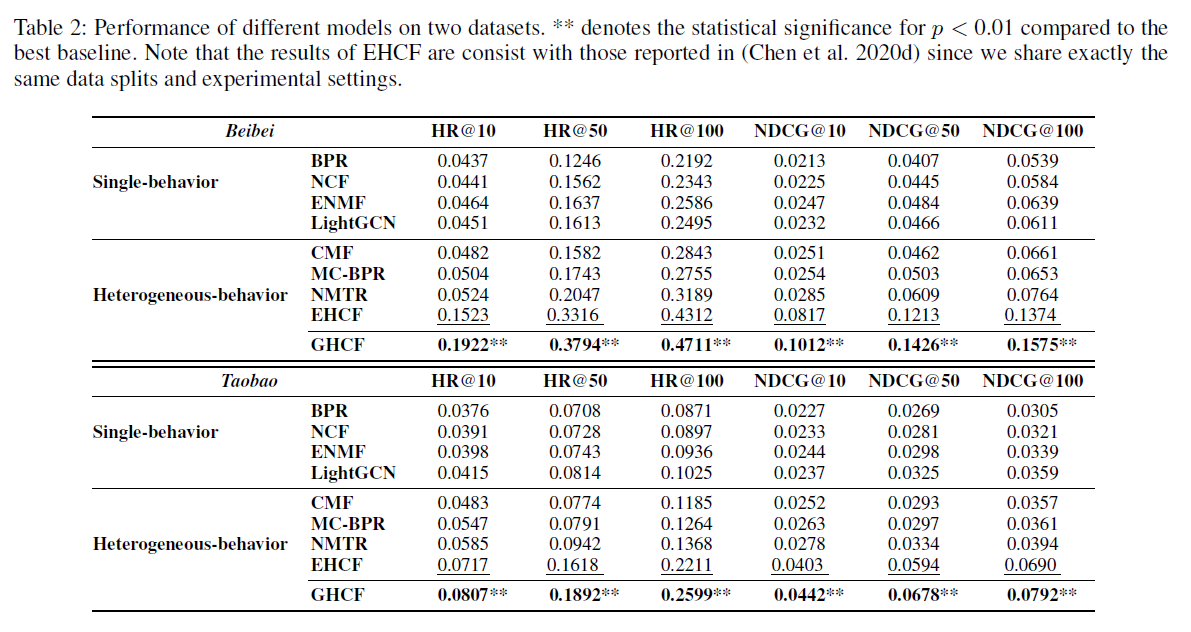 Table 2: Performance of different models on two datasets. ** denotes the statistical significance for p < 0.01 compared to the
best baseline. Note that the results of EHCF are consist with those reported in (Chen et al. 2020d) since we share exactly the
same data splits and experimental settings.
Beibei HR@10 HR@50 HR@100 NDCG@10 NDCG@50 NDCG@100
BPR 0.0437 0.1246 0.2192 0.0213 0.0407 0.0539
Single-behavior NCF 0.0441 0.1562 0.2343 0.0225 0.0445 0.0584
ENMF 0.0464 0.1637 0.2586 0.0247 0.0484 0.0639
LightGCN 0.0451 0.1613 0.2495 0.0232 0.0466 0.0611
CMF 0.0482 0.1582 0.2843 0.0251 0.0462 0.0661
MC-BPR 0.0504 0.1743 0.2755 0.0254 0.0503 0.0653
Heterogeneous-behavior NMTR 0.0524 0.2047 0.3189 0.0285 0.0609 0.0764
EHCF 0.1523 0.3316 0.4312 0.0817 0.1213 0.1374
GHCF 0.1922** 0.3794** 0.4711** 0.1012** 0.1426** 0.1575**
Taobao HR@10 HR@50 HR@100 NDCG@10 NDCG@50 NDCG@100
BPR 0.0376 0.0708 0.0871 0.0227 0.0269 0.0305
Single-behavior NCF 0.0391 0.0728 0.0897 0.0233 0.0281 0.0321
ENMF 0.0398 0.0743 0.0936 0.0244 0.0298 0.0339
LightGCN 0.0415 0.0814 0.1025 0.0237 0.0325 0.0359
CMF 0.0483 0.0774 0.1185 0.0252 0.0293 0.0357
MC-BPR 0.0547 0.0791 0.1264 0.0263 0.0297 0.0361
Heterogeneous-behavior NMTR 0.0585 0.0942 0.1368 0.0278 0.0334 0.0394
EHCF 0.0717 0.1618 0.2211 0.0403 0.0594 0.0690
GHCF 0.0807** 0.1892** 0.2599** 0.0442** 0.0678** 0.0792**